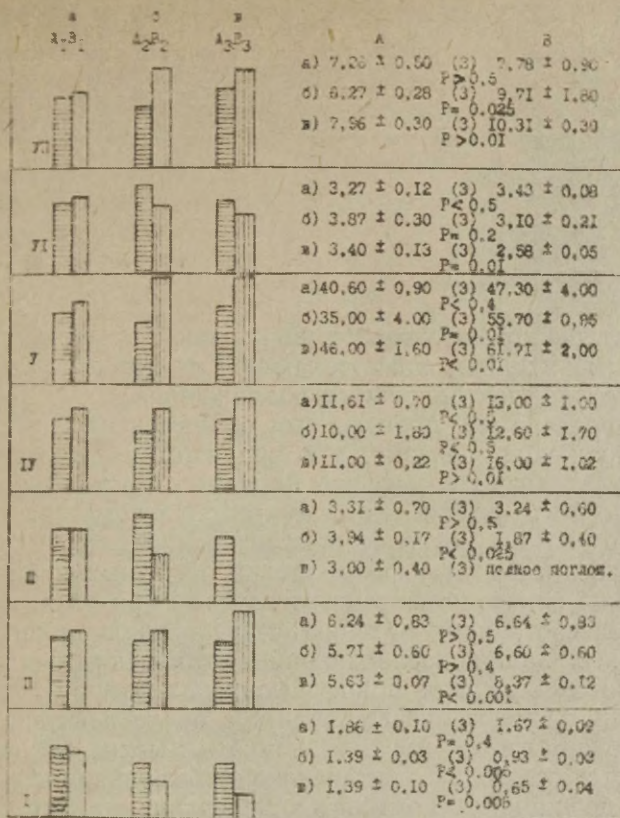 A₁B₁ A₂B₂ A₃B₃ A B
а) 7,26 ± 0,50 (3) 7,78 ± 0,90
P > 0,5
б) 6,27 ± 0,28 (3) 9,71 ± 1,80
P = 0,025
в) 7,96 ± 0,30 (3) 10,31 ± 0,30
P > 0,01
УП
а) 3,27 ± 0,12 (3) 3,43 ± 0,08
P < 0,5
б) 3,87 ± 0,30 (3) 3,10 ± 0,21
P = 0,2
в) 3,40 ± 0,13 (3) 2,58 ± 0,05
P = 0,01
УІ
а) 40,60 ± 0,90 (3) 47,30 ± 4,00
P < 0,4
б) 35,00 ± 4,00 (3) 55,70 ± 0,95
P = 0,01
в) 46,00 ± 1,60 (3) 61,71 ± 2,00
P < 0,01
У
а) 11,61 ± 0,70 (3) 13,00 ± 1,00
P < 0,5
б) 10,00 ± 1,80 (3) 12,60 ± 1,70
P < 0,5
в) 11,00 ± 0,22 (3) 16,00 ± 1,02
P > 0,01
ІУ
а) 3,31 ± 0,70 (3) 3,24 ± 0,60
P > 0,5
б) 3,94 ± 0,17 (3) 1,87 ± 0,40
P < 0,025
в) 3,00 ± 0,40 (3) полное поглощ.
Ш
а) 6,24 ± 0,83 (3) 6,64 ± 0,83
P > 0,5
б) 5,71 ± 0,60 (3) 6,60 ± 0,60
P > 0,4
в) 5,63 ± 0,07 (3) 8,37 ± 0,12
P < 0,001
П
а) 1,86 ± 0,10 (3) 1,67 ± 0,09
P = 0,4
б) 1,39 ± 0,03 (3) 0,93 ± 0,03
P < 0,005
в) 1,39 ± 0,10 (3) 0,65 ± 0,04
P = 0,005
І